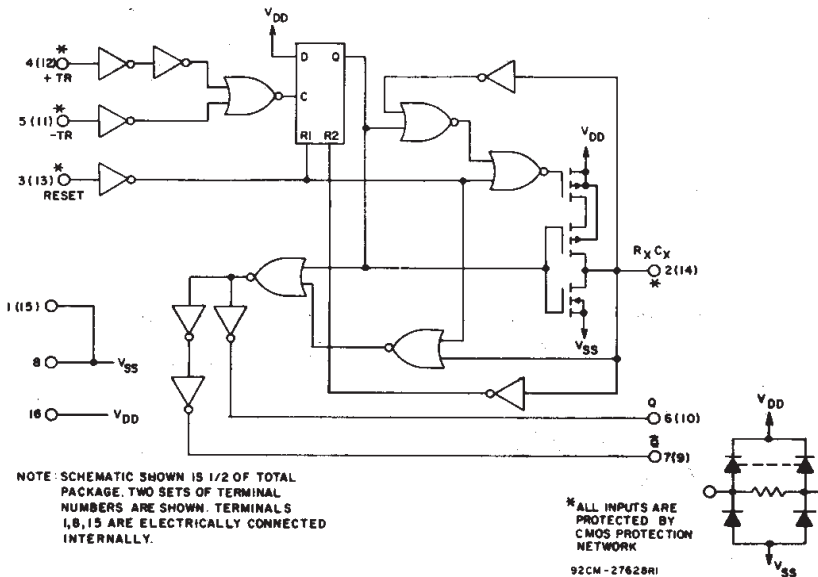 VDD
4(12) *
+ TR
D Q
C
R1 R2
5(11) *
-TR
3(13) *
RESET
VDD
RXCX
2(14)
*
VSS
1(15)
8
VSS
16
VDD
Q
6(10)
Q̅
7(9)
NOTE: SCHEMATIC SHOWN IS 1/2 OF TOTAL
PACKAGE. TWO SETS OF TERMINAL
NUMBERS ARE SHOWN. TERMINALS
1,8,15 ARE ELECTRICALLY CONNECTED
INTERNALLY.
VDD
*ALL INPUTS ARE
PROTECTED BY
CMOS PROTECTION
NETWORK
VSS
92CM-27628R1